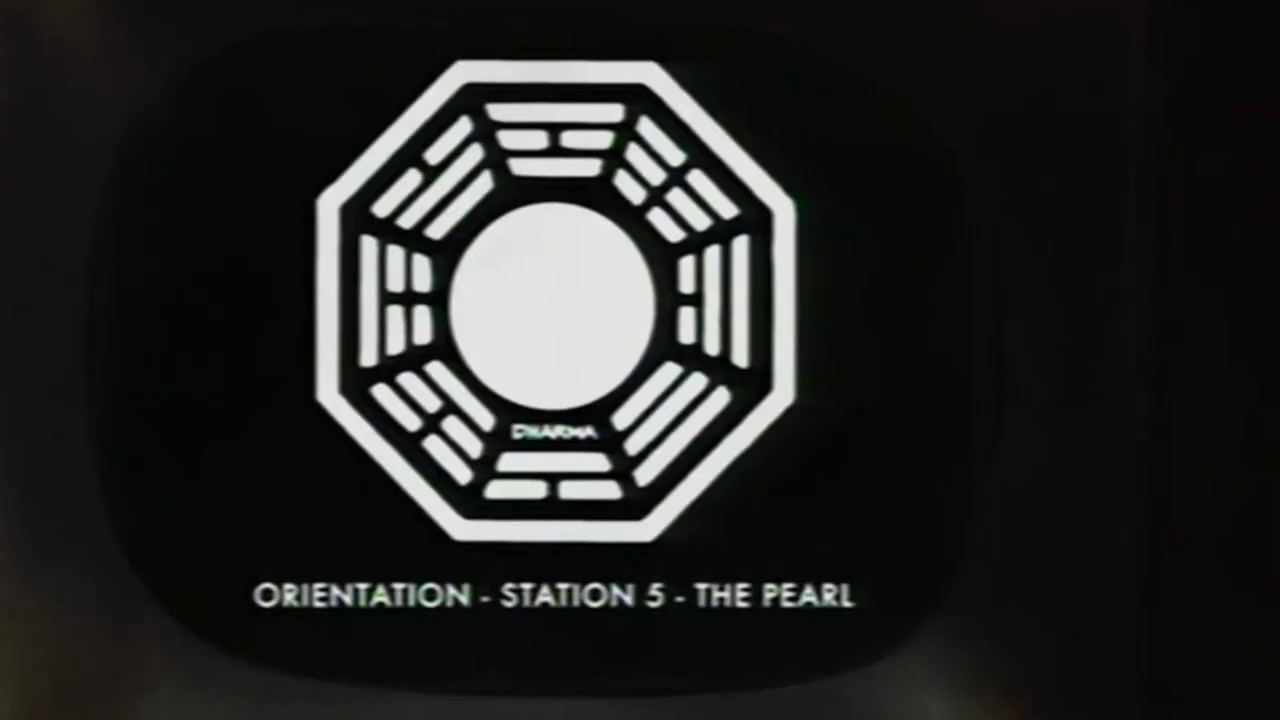 DHARMA
ORIENTATION - STATION 5 - THE PEARL